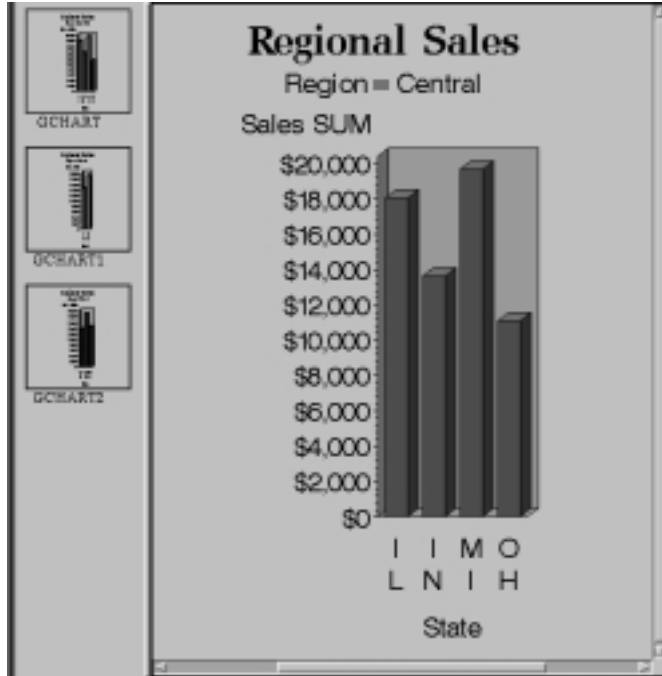 GCHART
GCHART1
GCHART2
Regional Sales
Region = Central
Sales SUM
$20,000
$18,000
$16,000
$14,000
$12,000
$10,000
$8,000
$6,000
$4,000
$2,000
$0
I I M O
L N I H
State